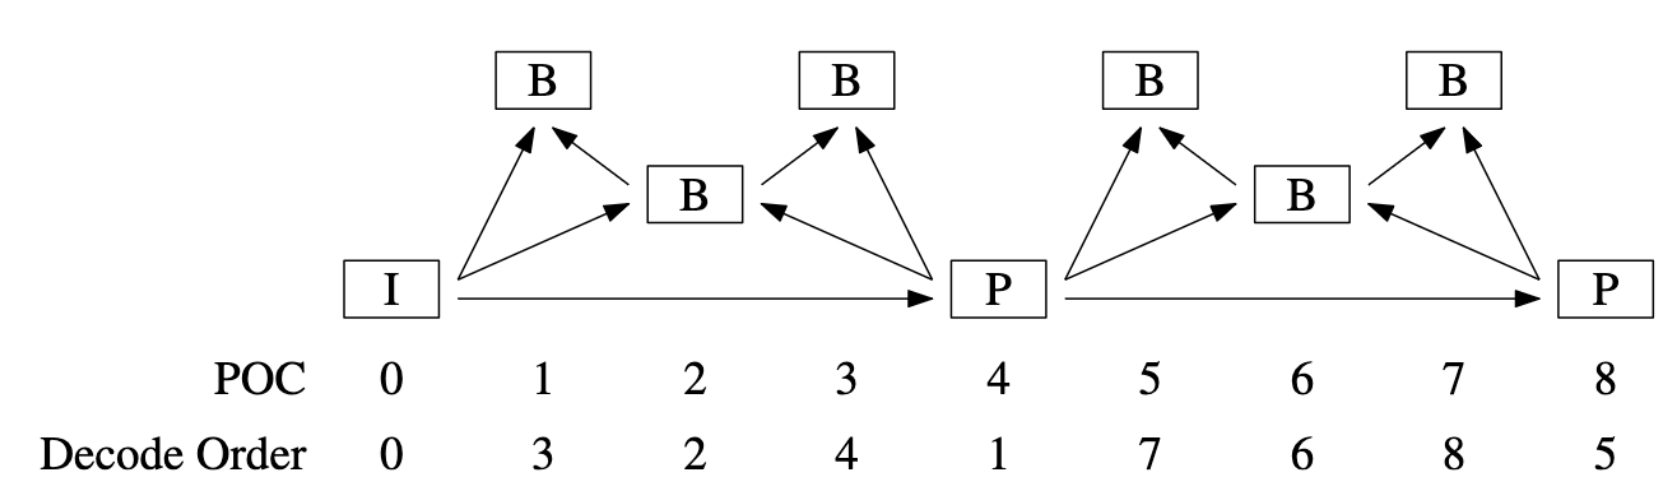 B B B B
B B
I P P
POC 0 1 2 3 4 5 6 7 8
Decode Order 0 3 2 4 1 7 6 8 5